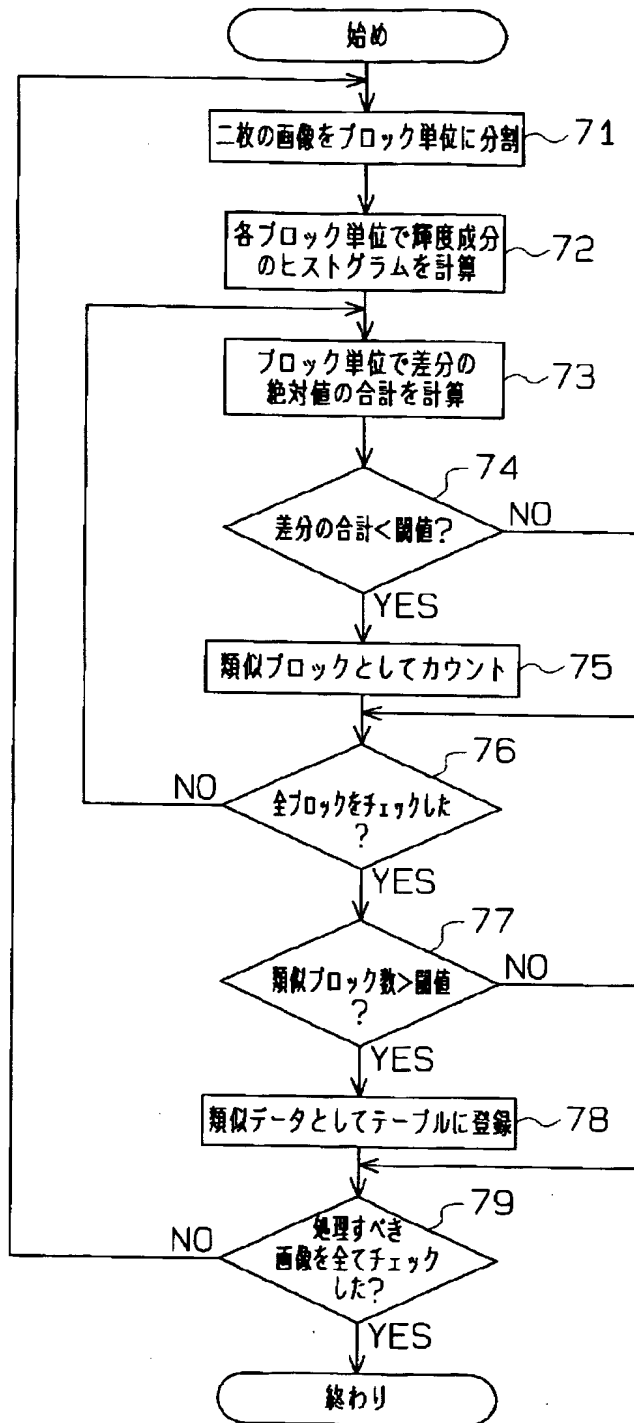 始め
二枚の画像をブロック単位に分割
71
各ブロック単位で輝度成分
のヒストグラムを計算
72
ブロック単位で差分の
絶対値の合計を計算
73
74
差分の合計<閾値?
NO
YES
類似ブロックとしてカウント
75
76
NO
全ブロックをチェックした
?
YES
77
類似ブロック数>閾値
?
NO
YES
類似データとしてテーブルに登録
78
79
NO
処理すべき
画像を全てチェック
した?
YES
終わり